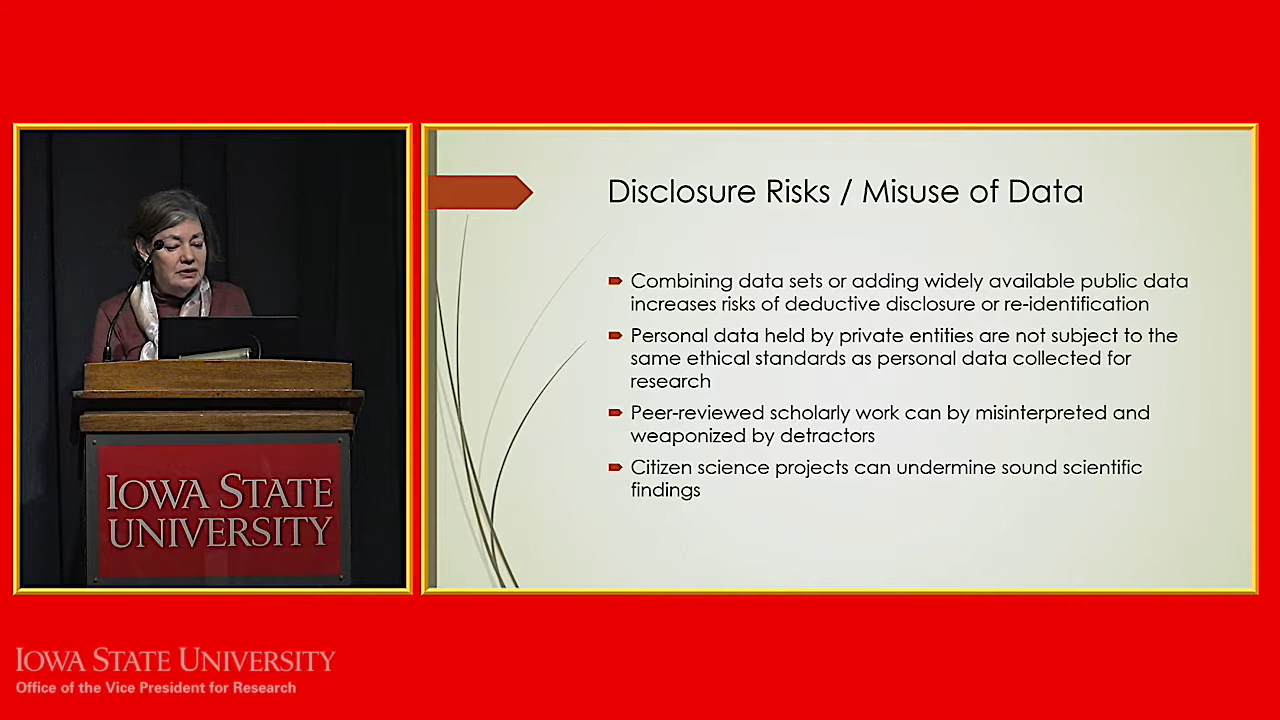 Disclosure Risks / Misuse of Data
Combining data sets or adding widely available public data
increases risks of deductive disclosure or re-identification
Personal data held by private entities are not subject to the
same ethical standards as personal data collected for
research
Peer-reviewed scholarly work can by misinterpreted and
weaponized by detractors
Citizen science projects can undermine sound scientific
findings
IOWA STATE
UNIVERSITY
IOWA STATE UNIVERSITY
Office of the Vice President for Research